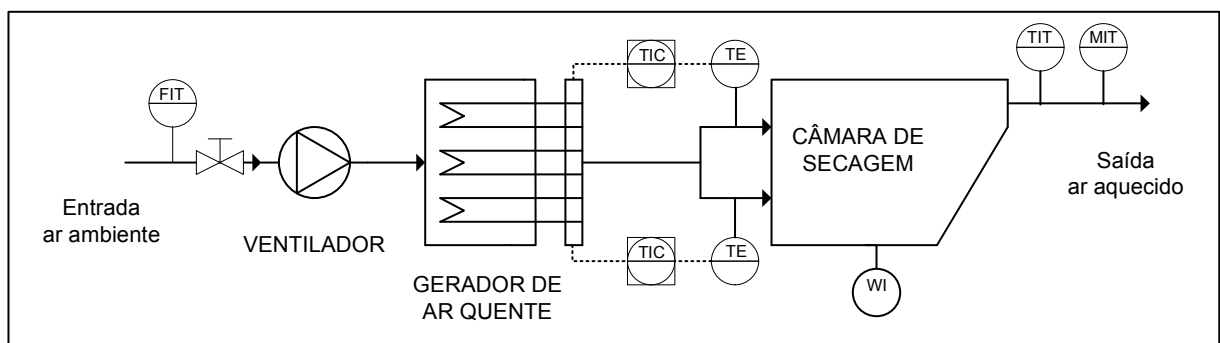 FIT
Entrada
ar ambiente
VENTILADOR
GERADOR DE
AR QUENTE
TIC
TE
TIC
TE
CÂMARA DE
SECAGEM
WI
TIT
MIT
Saída
ar aquecido